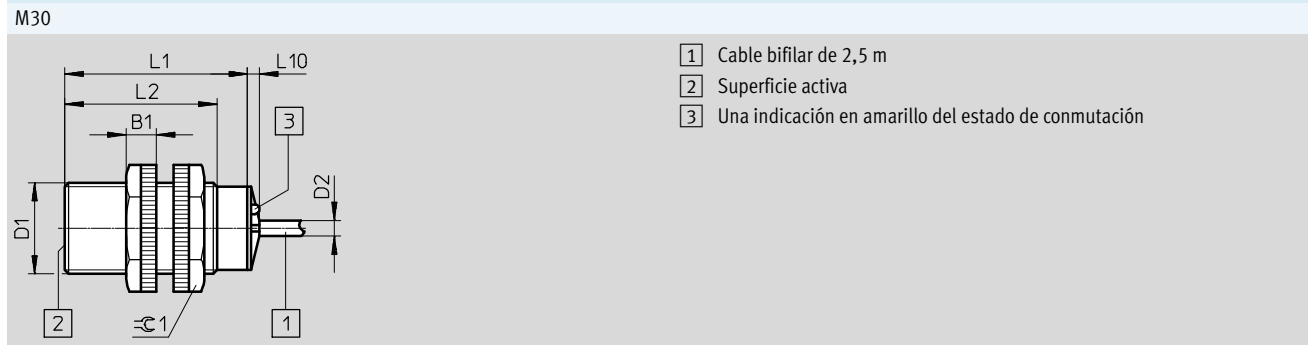 M30
L1 L10
L2
B1
3
D2
D1
2
=©1
1
1 Cable bifilar de 2,5 m
2 Superficie activa
3 Una indicación en amarillo del estado de conmutación